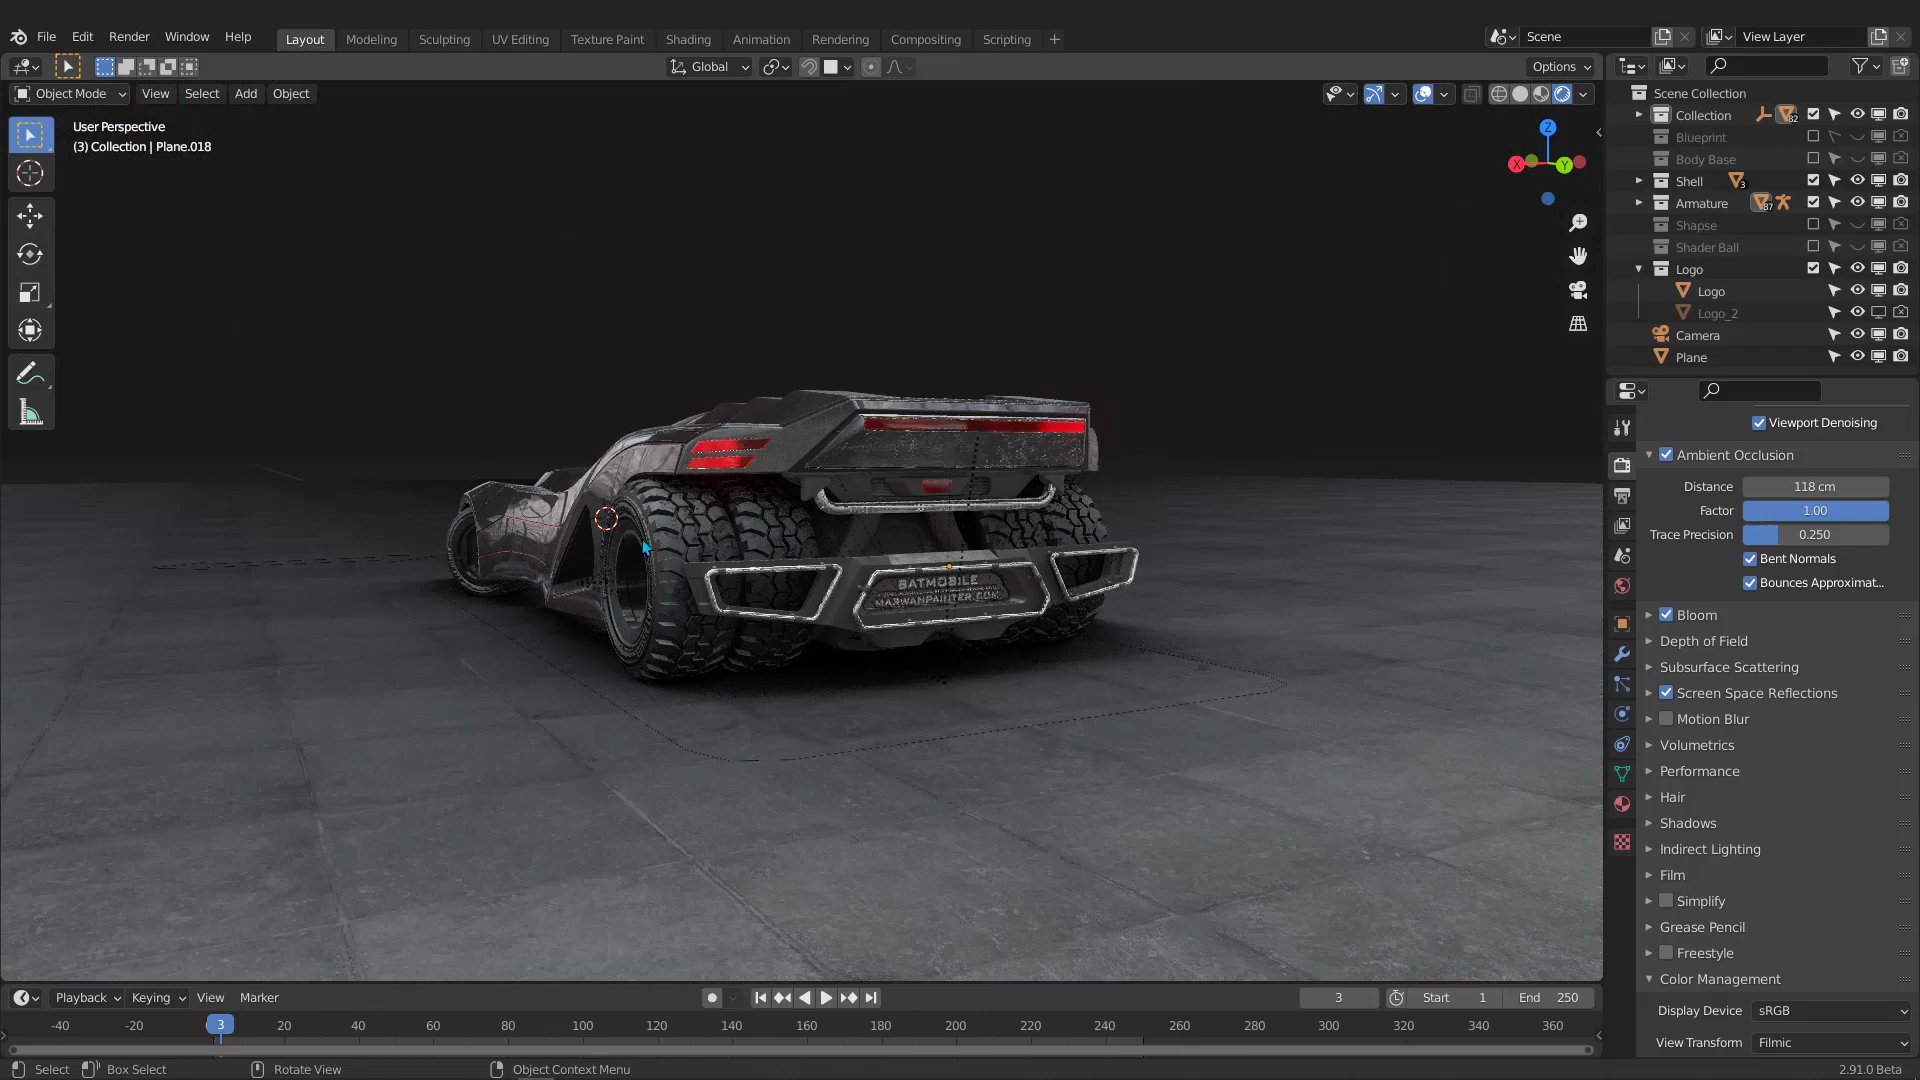 File Edit Render Window Help Layout Modeling Sculpting UV Editing Texture Paint Shading Animation Rendering Compositing Scripting + Scene View Layer
Global Options
Object Mode View Select Add Object
User Perspective
(3) Collection | Plane.018
Z
X Y
BATMOBILE
MARWANPAINTER.COM
Scene Collection
Collection 82
Blueprint
Body Base
Shell 3
Armature 87
Shapse
Shader Ball
Logo
Logo
Logo_2
Camera
Plane
Viewport Denoising
Ambient Occlusion
Distance 118 cm
Factor 1.00
Trace Precision 0.250
Bent Normals
Bounces Approximat...
Bloom
Depth of Field
Subsurface Scattering
Screen Space Reflections
Motion Blur
Volumetrics
Performance
Hair
Shadows
Indirect Lighting
Film
Simplify
Grease Pencil
Freestyle
Color Management
Display Device sRGB
View Transform Filmic
Playback Keying View Marker 3 Start 1 End 250
-40 -20 3 20 40 60 80 100 120 140 160 180 200 220 240 260 280 300 320 340 360
Select Box Select Rotate View Object Context Menu 2.91.0 Beta